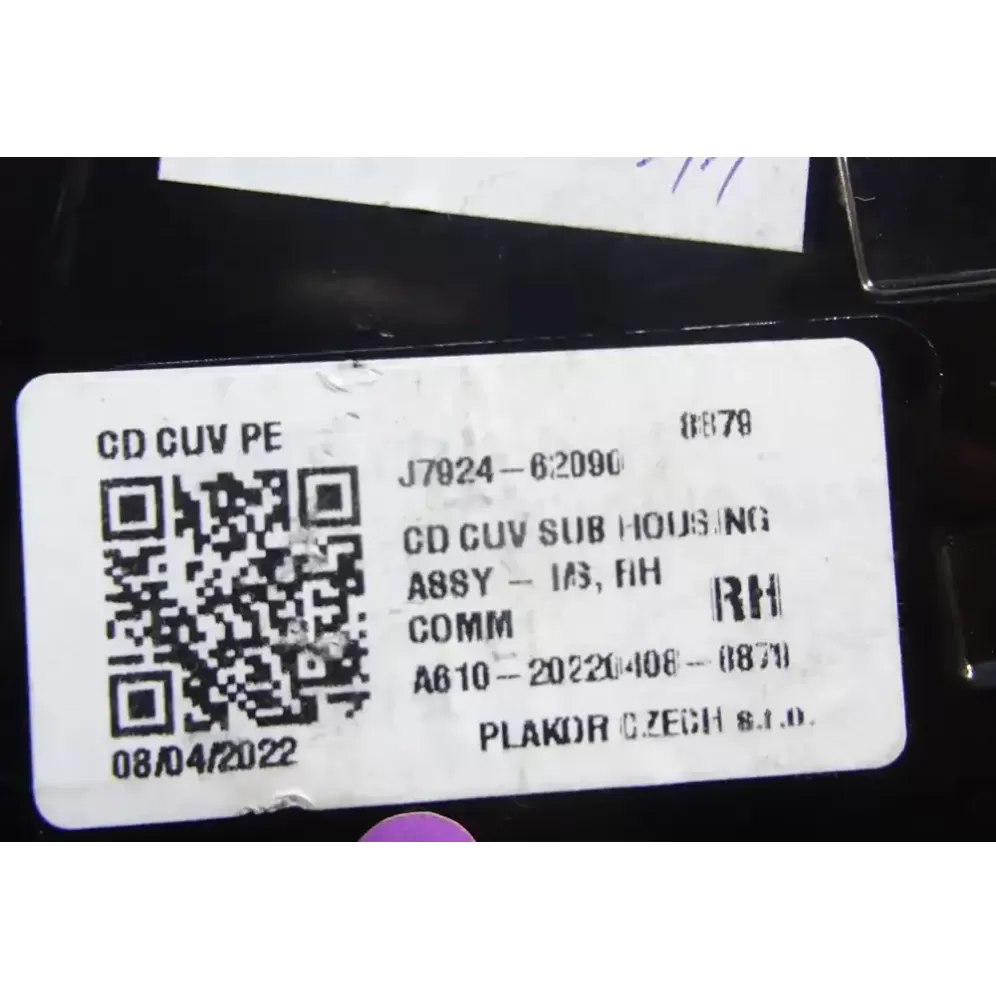 CD CUV PE
8879
J7924-62090
CD CUV SUB HOUSING
ASSY - I/S, RH
RH
COMM
A610-20220408-8879
08/04/2022
PLAKOR CZECH s.r.o.